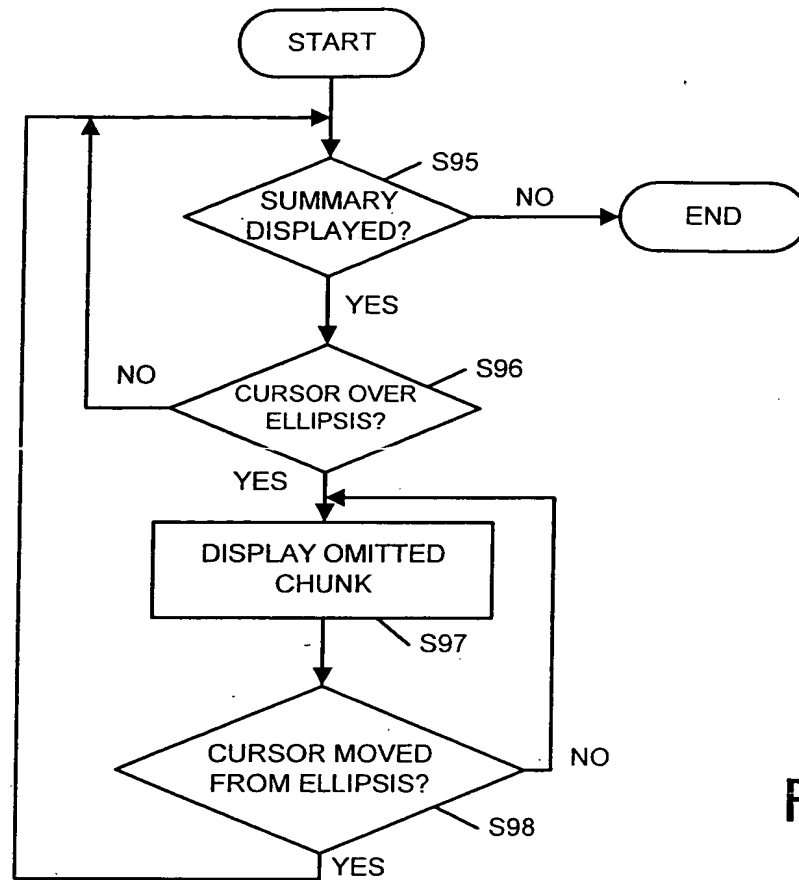 START
S95
SUMMARY
DISPLAYED?
NO
END
YES
NO
S96
CURSOR OVER
ELLIPSIS?
YES
DISPLAY OMITTED
CHUNK
S97
CURSOR MOVED
FROM ELLIPSIS?
NO
S98
YES